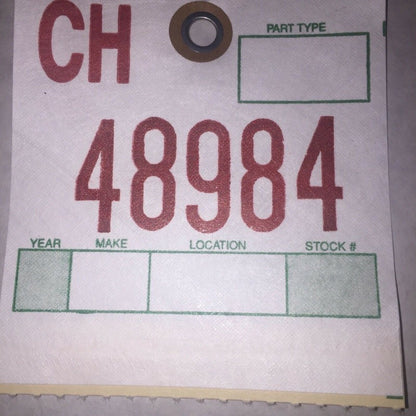 CH
PART TYPE
48984
YEAR MAKE LOCATION STOCK #